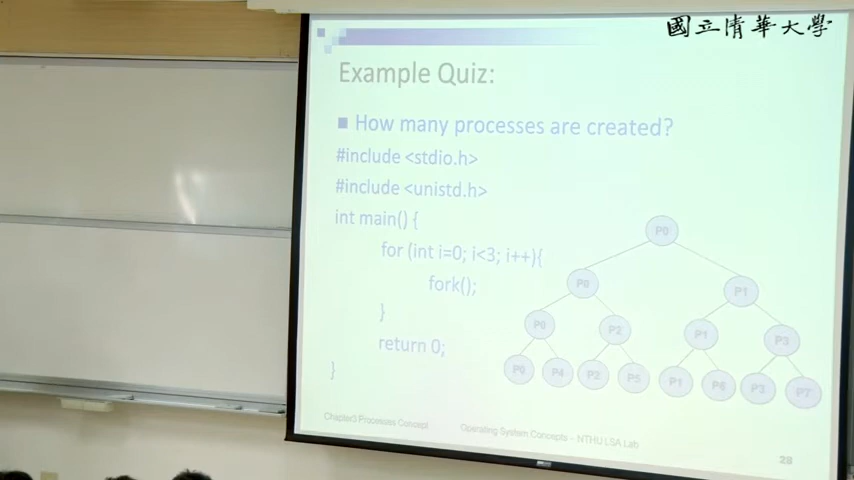 國立清華大學
Example Quiz:
How many processes are created?
#include <stdio.h>
#include <unistd.h>
int main() {
for (int i=0; i<3; i++){
fork();
}
return 0;
}
P0
P0 P1
P0 P2 P1 P3
P0 P4 P2 P5 P1 P6 P3 P7
Chapter3 Processes Concept
Operating System Concepts – NTHU LSA Lab
28